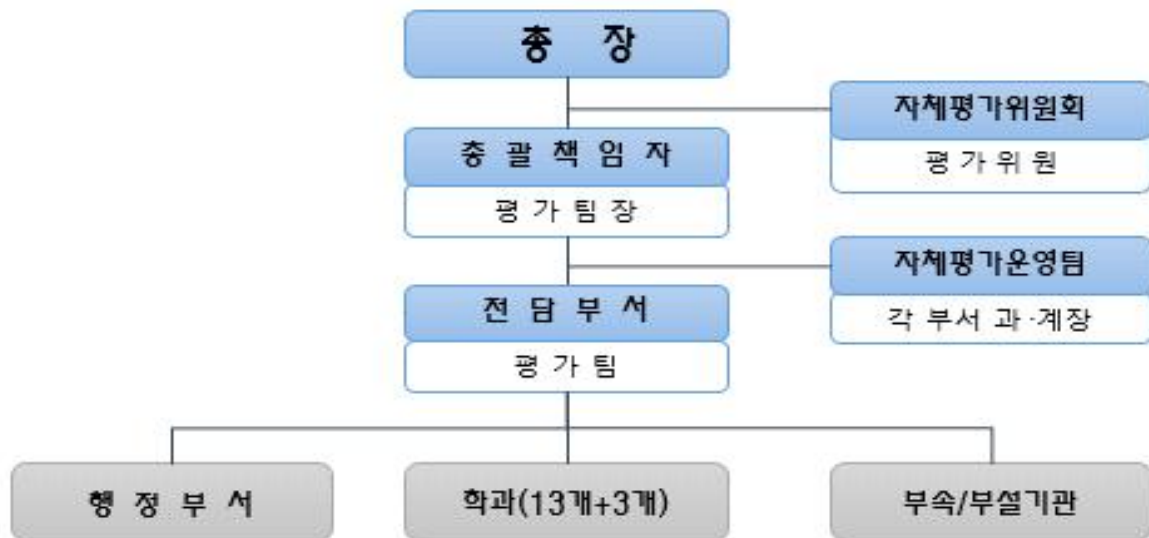 총 장
자체평가위원회
평 가 위 원
총 괄 책 임 자
평 가 팀 장
자체평가운영팀
각 부서 과·계장
전 담 부 서
평 가 팀
행 정 부 서
학과(13개+3개)
부속/부설기관